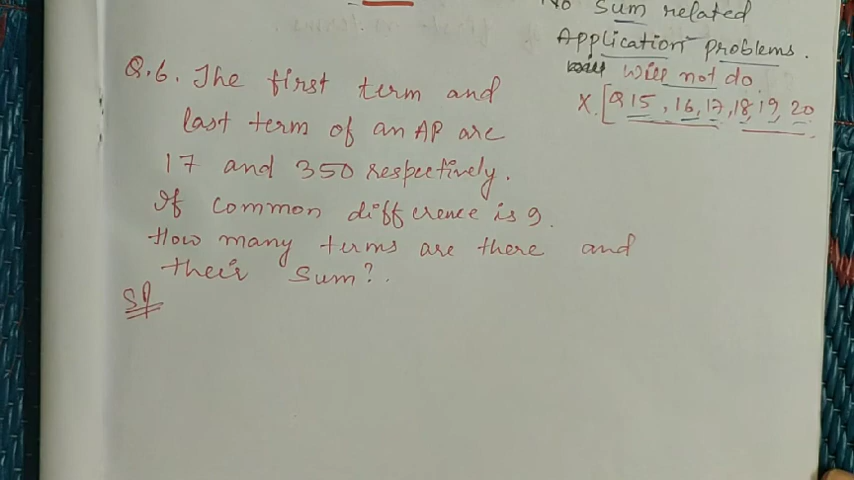 No Sum related
Application problems.
will not do
X. [Q 15, 16, 17, 18, 19, 20
Q.6. The first term and
last term of an AP are
17 and 350 respectively.
If common difference is 9.
How many terms are there and
their sum?.
Sol